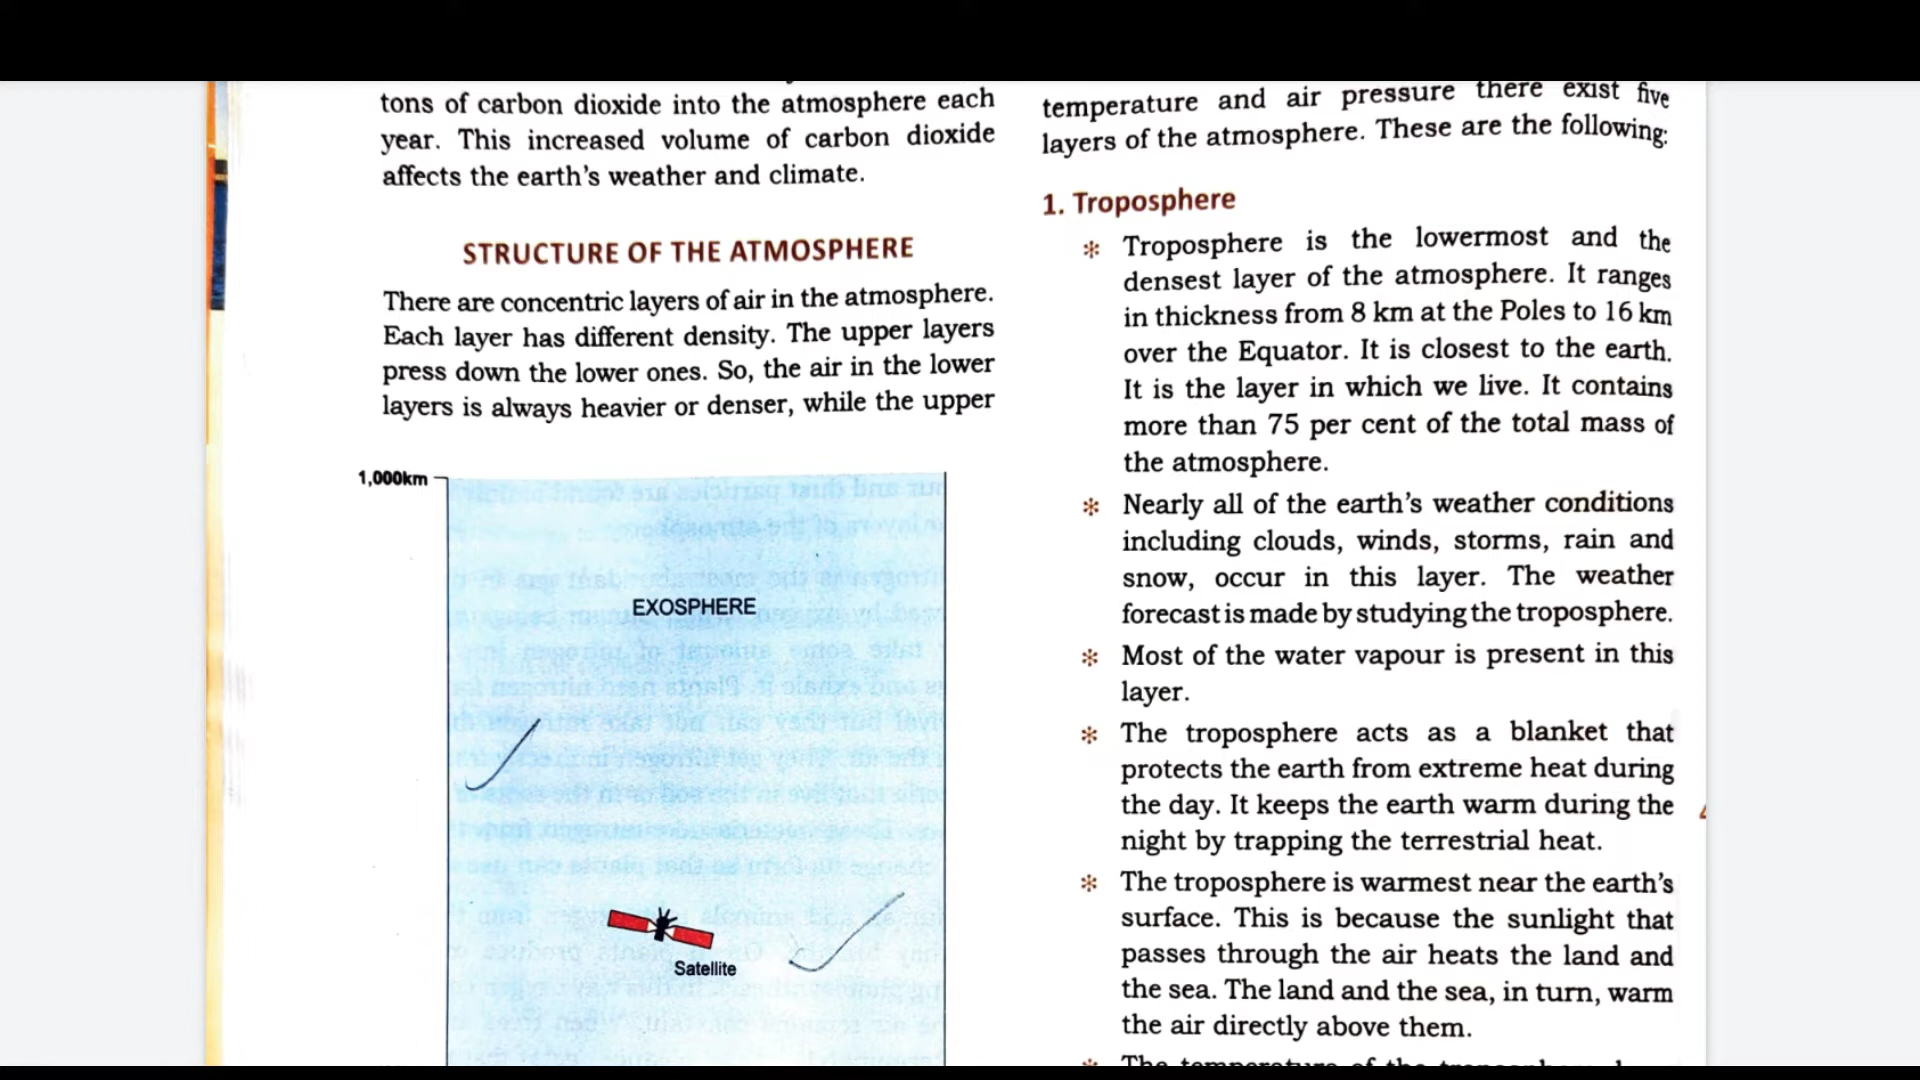 tons of carbon dioxide into the atmosphere each
year. This increased volume of carbon dioxide
affects the earth's weather and climate.
STRUCTURE OF THE ATMOSPHERE
There are concentric layers of air in the atmosphere.
Each layer has different density. The upper layers
press down the lower ones. So, the air in the lower
layers is always heavier or denser, while the upper
1,000km
EXOSPHERE
Satellite
temperature and air pressure there exist five
layers of the atmosphere. These are the following:
1. Troposphere
* Troposphere is the lowermost and the
densest layer of the atmosphere. It ranges
in thickness from 8 km at the Poles to 16 km
over the Equator. It is closest to the earth.
It is the layer in which we live. It contains
more than 75 per cent of the total mass of
the atmosphere.
* Nearly all of the earth's weather conditions
including clouds, winds, storms, rain and
snow, occur in this layer. The weather
forecast is made by studying the troposphere.
* Most of the water vapour is present in this
layer.
* The troposphere acts as a blanket that
protects the earth from extreme heat during
the day. It keeps the earth warm during the
night by trapping the terrestrial heat.
* The troposphere is warmest near the earth's
surface. This is because the sunlight that
passes through the air heats the land and
the sea. The land and the sea, in turn, warm
the air directly above them.
* The temperature of the troposphere